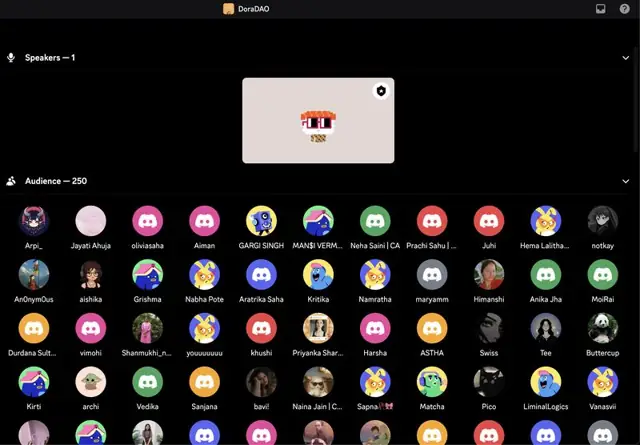 DoraDAO
Speakers — 1
Audience — 250
Arpi_ Jayati Ahuja oliviasaha Aiman GARGI SINGH MAN$I VERM... Neha Saini | CA Prachi Sahu | ... Juhi Hema Lalitha... notkay
An0nym0us aishika Grishma Nabha Pote Aratrika Saha Kritika Namratha maryamm Himanshi Anika Jha MoiRai
Durdana Sult... vimohi Shanmukhi_n... youuuuuuu khushi Priyanka Shar... Harsha ASTHA Swiss Tee Buttercup
Kirti archi Vedika Sanjana bavi! Naina Jain | C... Sapna Matcha Pico LiminalLogics Vanasvii